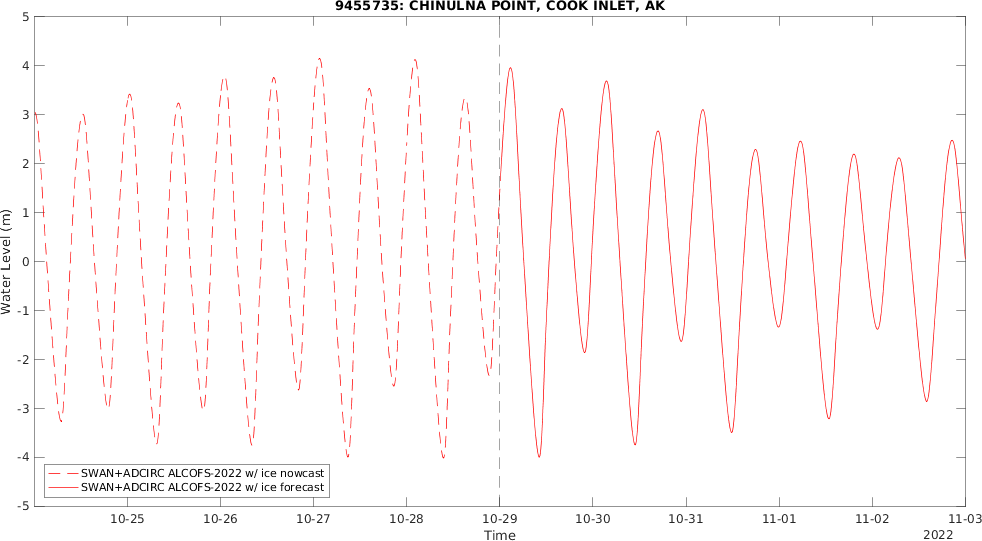 9455735: CHINULNA POINT, COOK INLET, AK
5
4
3
2
1
0
-1
-2
-3
-4
-5
Water Level (m)
SWAN+ADCIRC ALCOFS-2022 w/ ice nowcast
SWAN+ADCIRC ALCOFS-2022 w/ ice forecast
10-25 10-26 10-27 10-28 10-29 10-30 10-31 11-01 11-02 11-03
Time
2022